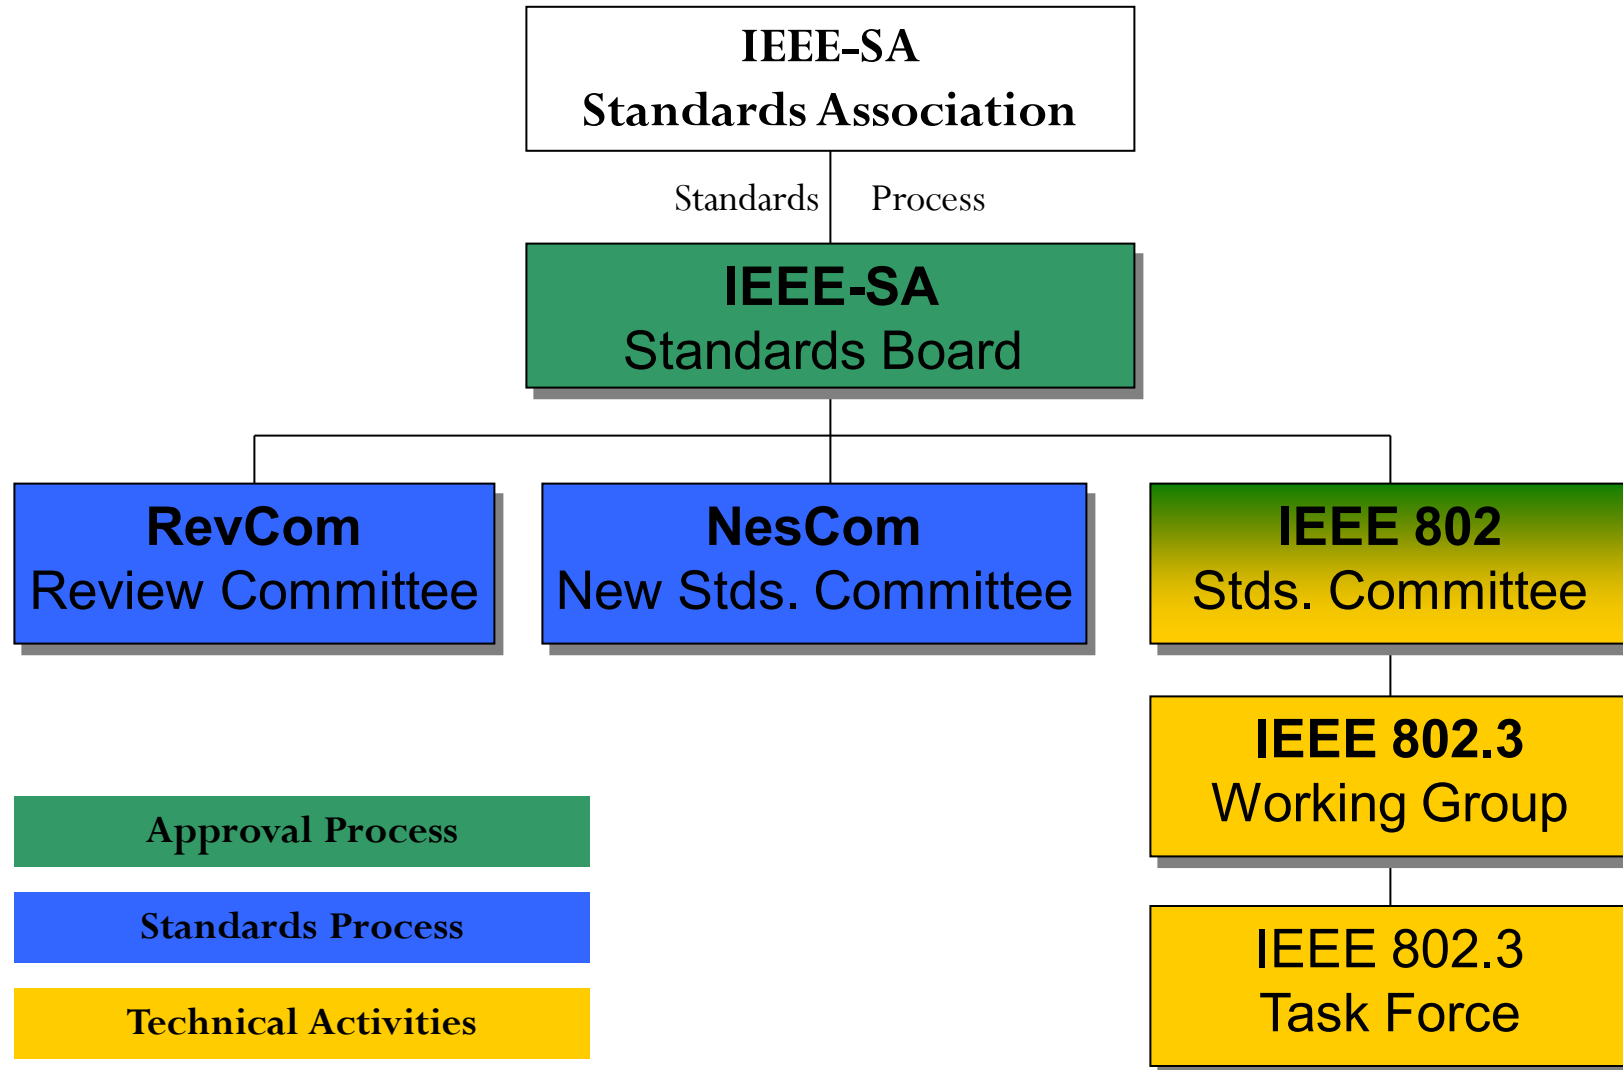 IEEE-SA
Standards Association
Standards Process
IEEE-SA
Standards Board
RevCom
Review Committee
NesCom
New Stds. Committee
IEEE 802
Stds. Committee
IEEE 802.3
Working Group
IEEE 802.3
Task Force
Approval Process
Standards Process
Technical Activities